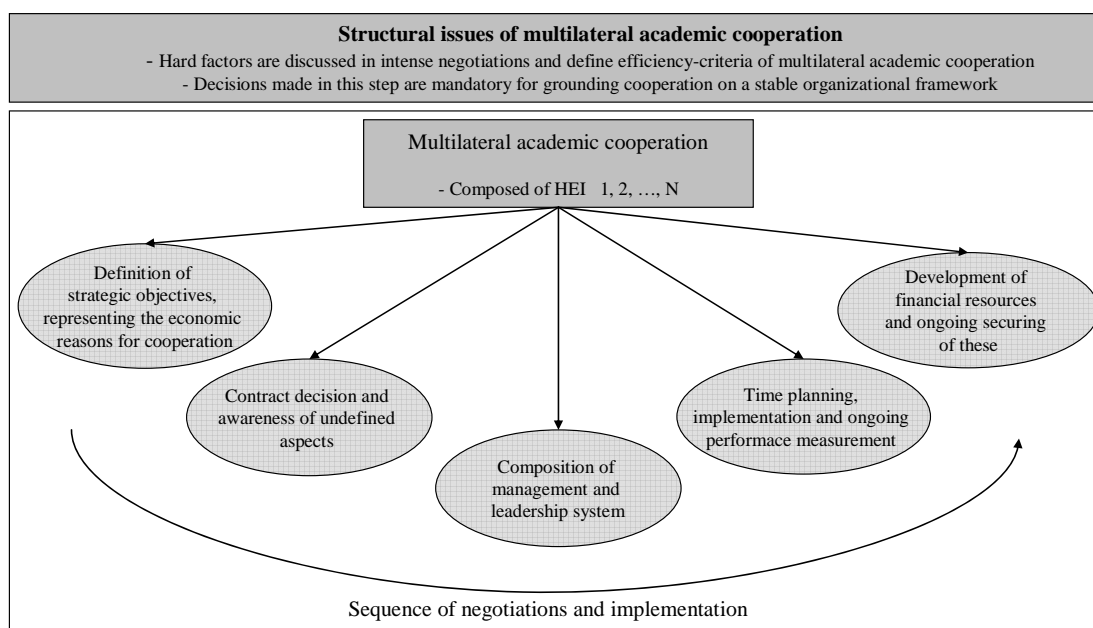 Structural issues of multilateral academic cooperation
- Hard factors are discussed in intense negotiations and define efficiency-criteria of multilateral academic cooperation
- Decisions made in this step are mandatory for grounding cooperation on a stable organizational framework
Multilateral academic cooperation
- Composed of HEI 1, 2, …, N
Definition of
strategic objectives,
representing the economic
reasons for cooperation
Contract decision and
awareness of undefined
aspects
Composition of
management and
leadership system
Time planning,
implementation and ongoing
performace measurement
Development of
financial resources
and ongoing securing
of these
Sequence of negotiations and implementation